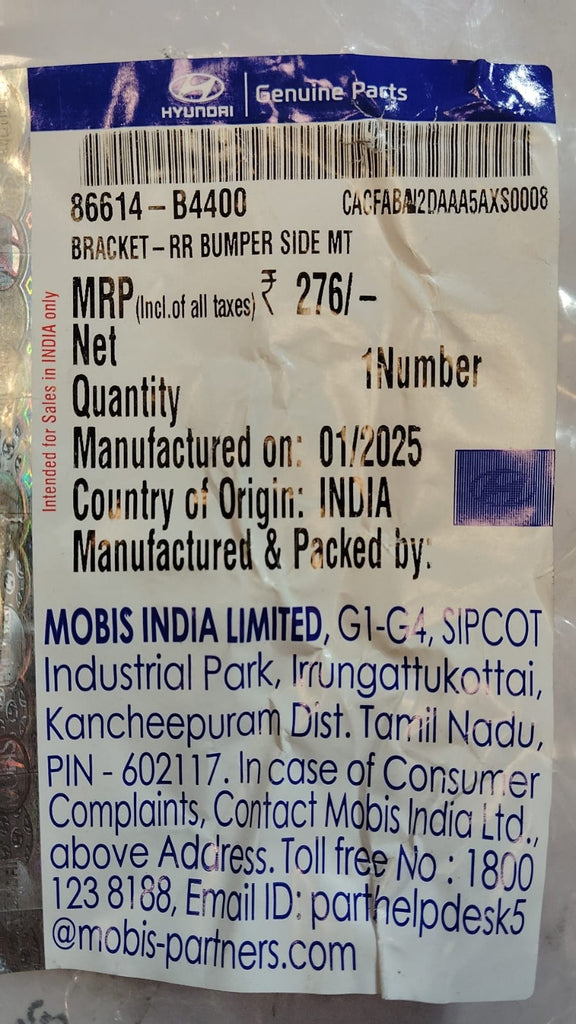 HYUNDAI | Genuine Parts
86614-B4400 CACFABAV2DAAA5AXS0008
BRACKET-RR BUMPER SIDE MT
MRP (Incl.of all taxes) ₹ 276/-
Net
Quantity 1Number
Manufactured on: 01/2025
Country of Origin: INDIA
Manufactured & Packed by:
Intended for Sales in INDIA only
MOBIS INDIA LIMITED, G1-G4, SIPCOT
Industrial Park, Irrungattukottai,
Kancheepuram Dist. Tamil Nadu,
PIN - 602117. In case of Consumer
Complaints, Contact Mobis India Ltd.,
above Address. Toll free No : 1800
123 8188, Email ID: parthelpdesk5
@mobis-partners.com